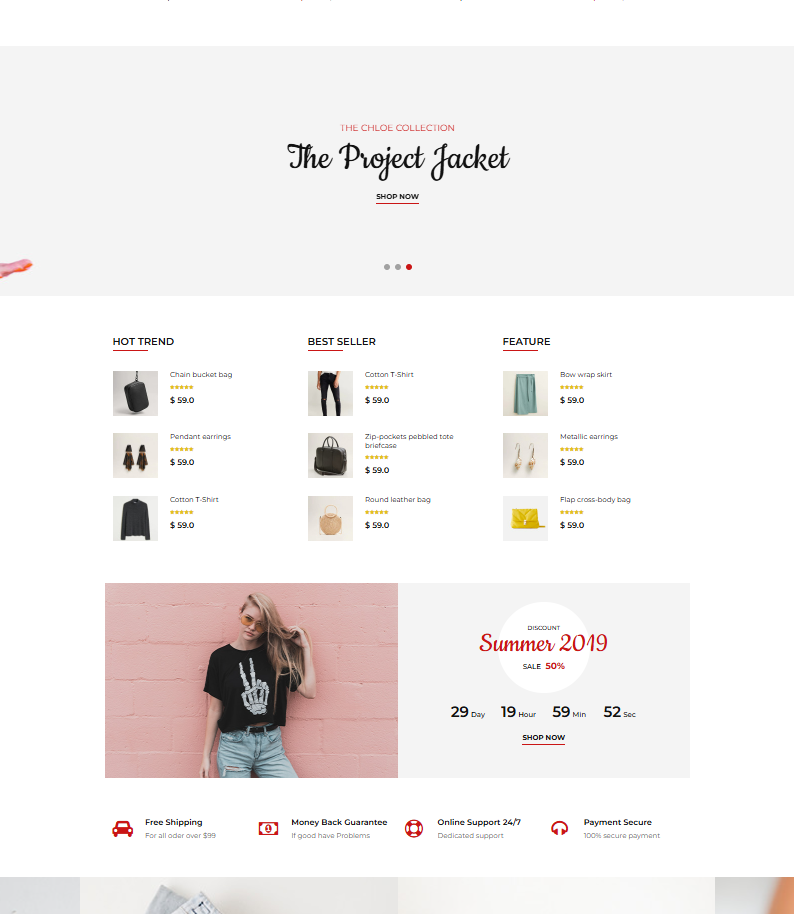 THE CHLOE COLLECTION
The Project Jacket
SHOP NOW
HOT TREND
Chain bucket bag
$ 59.0
Pendant earrings
$ 59.0
Cotton T-Shirt
$ 59.0
BEST SELLER
Cotton T-Shirt
$ 59.0
Zip-pockets pebbled tote
briefcase
$ 59.0
Round leather bag
$ 59.0
FEATURE
Bow wrap skirt
$ 59.0
Metallic earrings
$ 59.0
Flap cross-body bag
$ 59.0
DISCOUNT
Summer 2019
SALE 50%
29 Day 19 Hour 59 Min 52 Sec
SHOP NOW
Free Shipping
For all oder over $99
Money Back Guarantee
If good have Problems
Online Support 24/7
Dedicated support
Payment Secure
100% secure payment